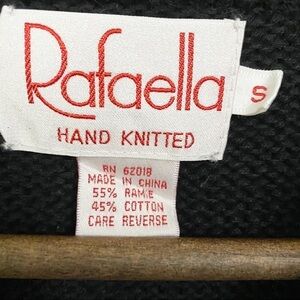 Rafaella
S
HAND KNITTED
RN 62018
MADE IN CHINA
55% RAMIE
45% COTTON
CARE REVERSE